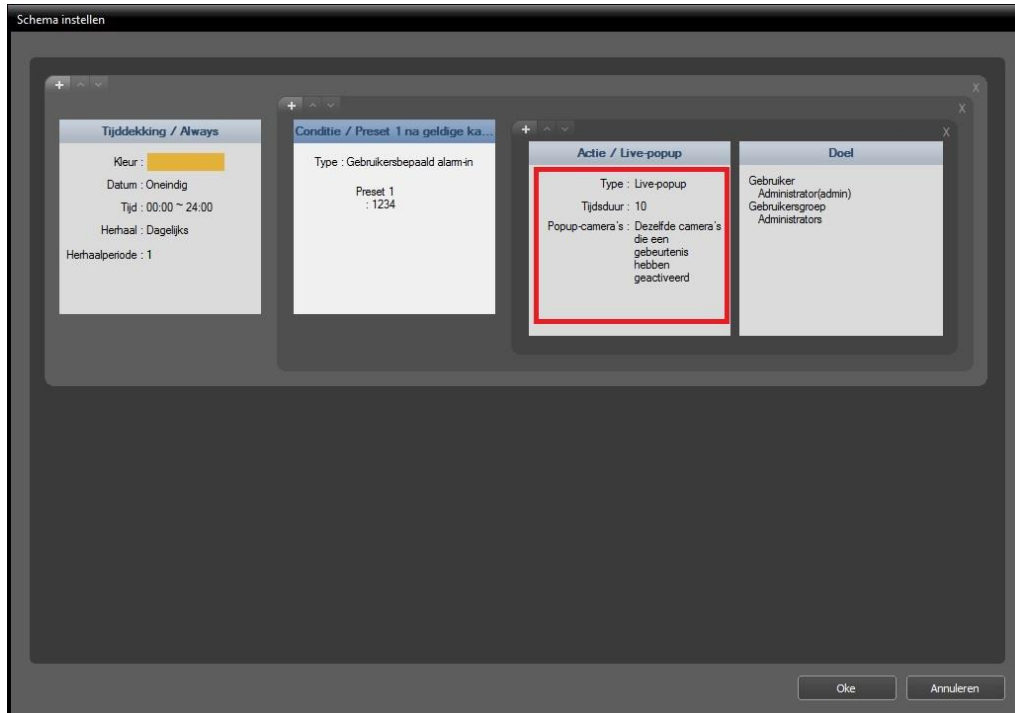 Schema instellen
Tijddekking / Always
Kleur :
Datum : Oneindig
Tijd : 00:00 ~ 24:00
Herhaal : Dagelijks
Herhaalperiode : 1
Conditie / Preset 1 na geldige ka...
Type : Gebruikersbepaald alarm-in
Preset 1
: 1234
Actie / Live-popup
Type : Live-popup
Tijdsduur : 10
Popup-camera's : Dezelfde camera's
die een
gebeurtenis
hebben
geactiveerd
Doel
Gebruiker
Administrator(admin)
Gebruikersgroep
Administrators
Oke
Annuleren